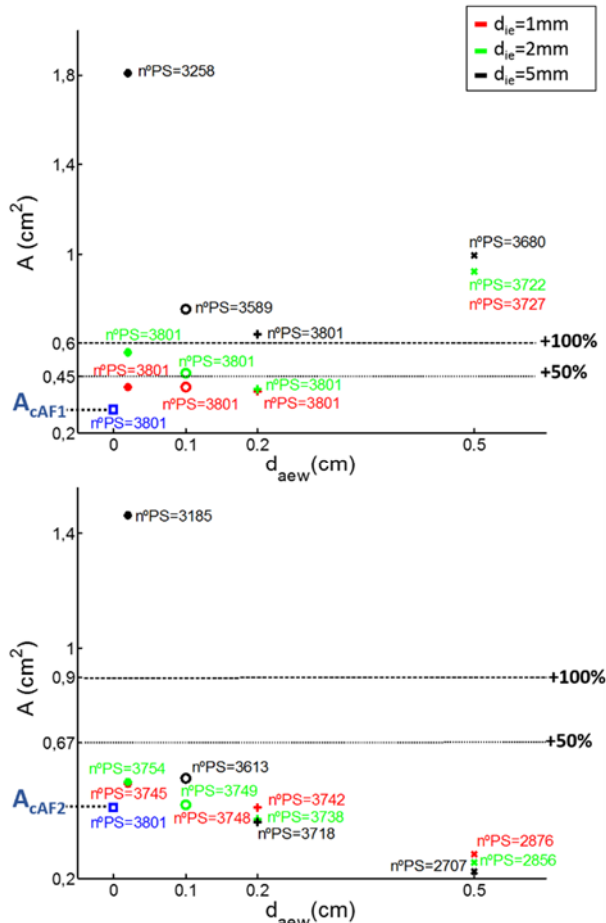 d_ie=1mm
d_ie=2mm
d_ie=5mm
1,8
nºPS=3258
1,4
A (cm²)
1
nºPS=3680
nºPS=3722
nºPS=3727
nºPS=3589
nºPS=3801
nºPS=3801
0,6
+100%
nºPS=3801
nºPS=3801
0,45
+50%
nºPS=3801
A_cAF1
nºPS=3801
nºPS=3801
nºPS=3801
0,2
0
0.1
0.2
0.5
d_aew(cm)
nºPS=3185
1,4
A (cm²)
1
0,9
+100%
0,67
+50%
nºPS=3754
nºPS=3613
nºPS=3745
nºPS=3749
nºPS=3742
A_cAF2
nºPS=3801
nºPS=3748
nºPS=3738
nºPS=3718
nºPS=2876
nºPS=2707
nºPS=2856
0,2
0
0.1
0.2
0.5
d_aew(cm)